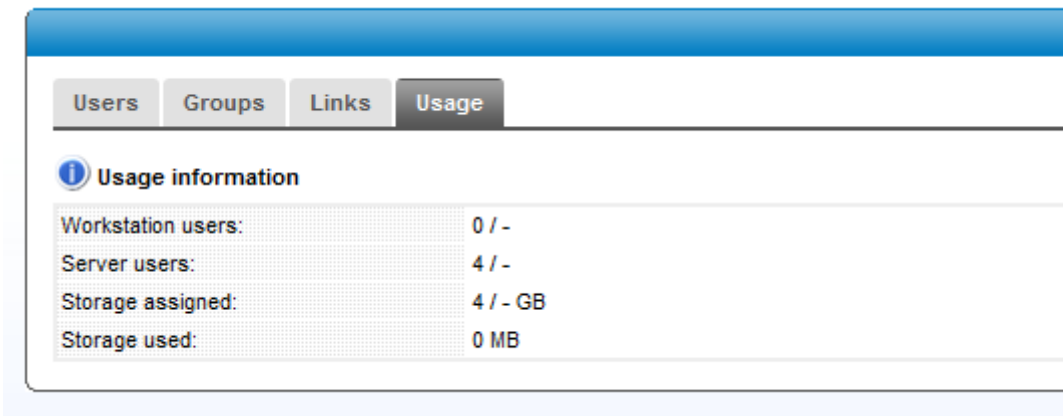 Users Groups Links Usage
Usage information
Workstation users: 0 / -
Server users: 4 / -
Storage assigned: 4 / - GB
Storage used: 0 MB